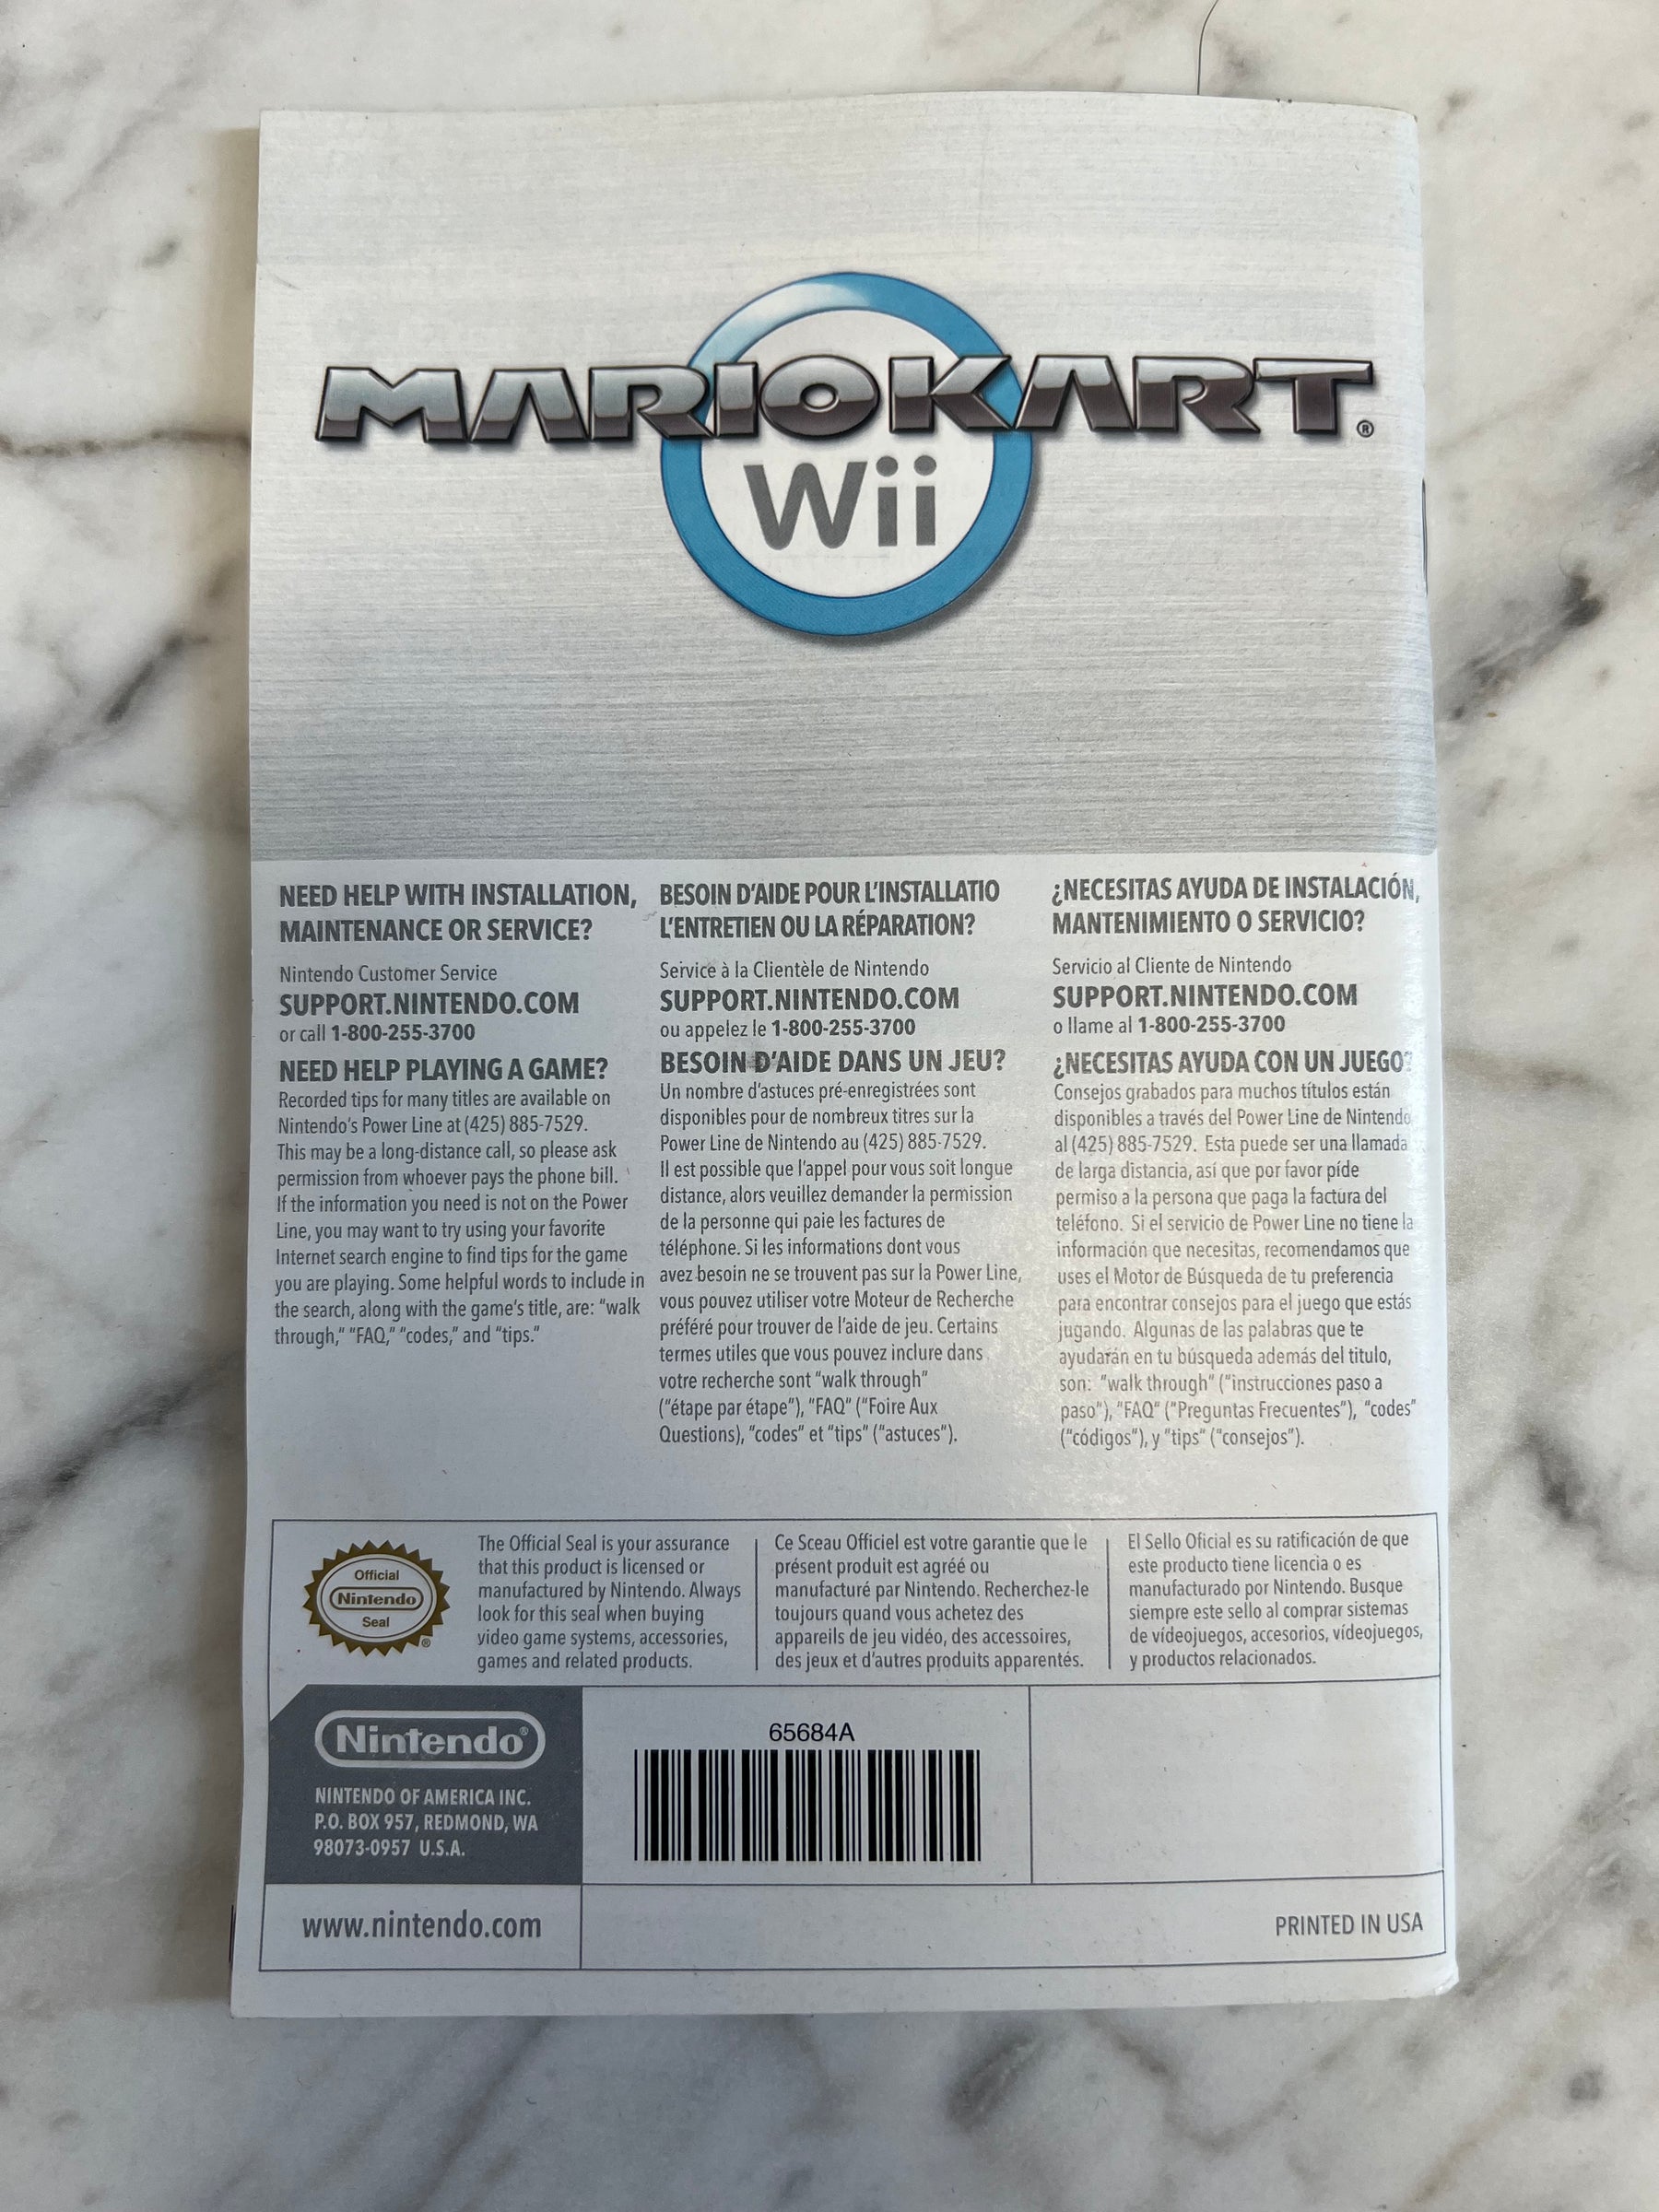 MARIOKART®
Wii
NEED HELP WITH INSTALLATION,
MAINTENANCE OR SERVICE?
Nintendo Customer Service
SUPPORT.NINTENDO.COM
or call 1-800-255-3700
NEED HELP PLAYING A GAME?
Recorded tips for many titles are available on
Nintendo's Power Line at (425) 885-7529.
This may be a long-distance call, so please ask
permission from whoever pays the phone bill.
If the information you need is not on the Power
Line, you may want to try using your favorite
Internet search engine to find tips for the game
you are playing. Some helpful words to include in
the search, along with the game's title, are: "walk
through," "FAQ," "codes," and "tips."
BESOIN D'AIDE POUR L'INSTALLATIO
L'ENTRETIEN OU LA RÉPARATION?
Service à la Clientèle de Nintendo
SUPPORT.NINTENDO.COM
ou appelez le 1-800-255-3700
BESOIN D'AIDE DANS UN JEU?
Un nombre d'astuces pré-enregistrées sont
disponibles pour de nombreux titres sur la
Power Line de Nintendo au (425) 885-7529.
Il est possible que l'appel pour vous soit longue
distance, alors veuillez demander la permission
de la personne qui paie les factures de
téléphone. Si les informations dont vous
avez besoin ne se trouvent pas sur la Power Line,
vous pouvez utiliser votre Moteur de Recherche
préféré pour trouver de l'aide de jeu. Certains
termes utiles que vous pouvez inclure dans
votre recherche sont "walk through"
("étape par étape"), "FAQ" ("Foire Aux
Questions), "codes" et "tips" ("astuces").
¿NECESITAS AYUDA DE INSTALACIÓN,
MANTENIMIENTO O SERVICIO?
Servicio al Cliente de Nintendo
SUPPORT.NINTENDO.COM
o llame al 1-800-255-3700
¿NECESITAS AYUDA CON UN JUEGO?
Consejos grabados para muchos títulos están
disponibles a través del Power Line de Nintendo
al (425) 885-7529. Esta puede ser una llamada
de larga distancia, así que por favor píde
permiso a la persona que paga la factura del
teléfono. Si el servicio de Power Line no tiene la
información que necesitas, recomendamos que
uses el Motor de Búsqueda de tu preferencia
para encontrar consejos para el juego que estás
jugando. Algunas de las palabras que te
ayudarán en tu búsqueda además del titulo,
son: "walk through" ("instrucciones paso a
paso"), "FAQ" ("Preguntas Frecuentes"), "codes"
("códigos"), y "tips" ("consejos").
Official
Nintendo
Seal
®
The Official Seal is your assurance
that this product is licensed or
manufactured by Nintendo. Always
look for this seal when buying
video game systems, accessories,
games and related products.
Ce Sceau Officiel est votre garantie que le
présent produit est agréé ou
manufacturé par Nintendo. Recherchez-le
toujours quand vous achetez des
appareils de jeu vidéo, des accessoires,
des jeux et d'autres produits apparentés.
El Sello Oficial es su ratificación de que
este producto tiene licencia o es
manufacturado por Nintendo. Busque
siempre este sello al comprar sistemas
de vídeojuegos, accesorios, vídeojuegos,
y productos relacionados.
Nintendo®
NINTENDO OF AMERICA INC.
P.O. BOX 957, REDMOND, WA
98073-0957 U.S.A.
65684A
www.nintendo.com
PRINTED IN USA